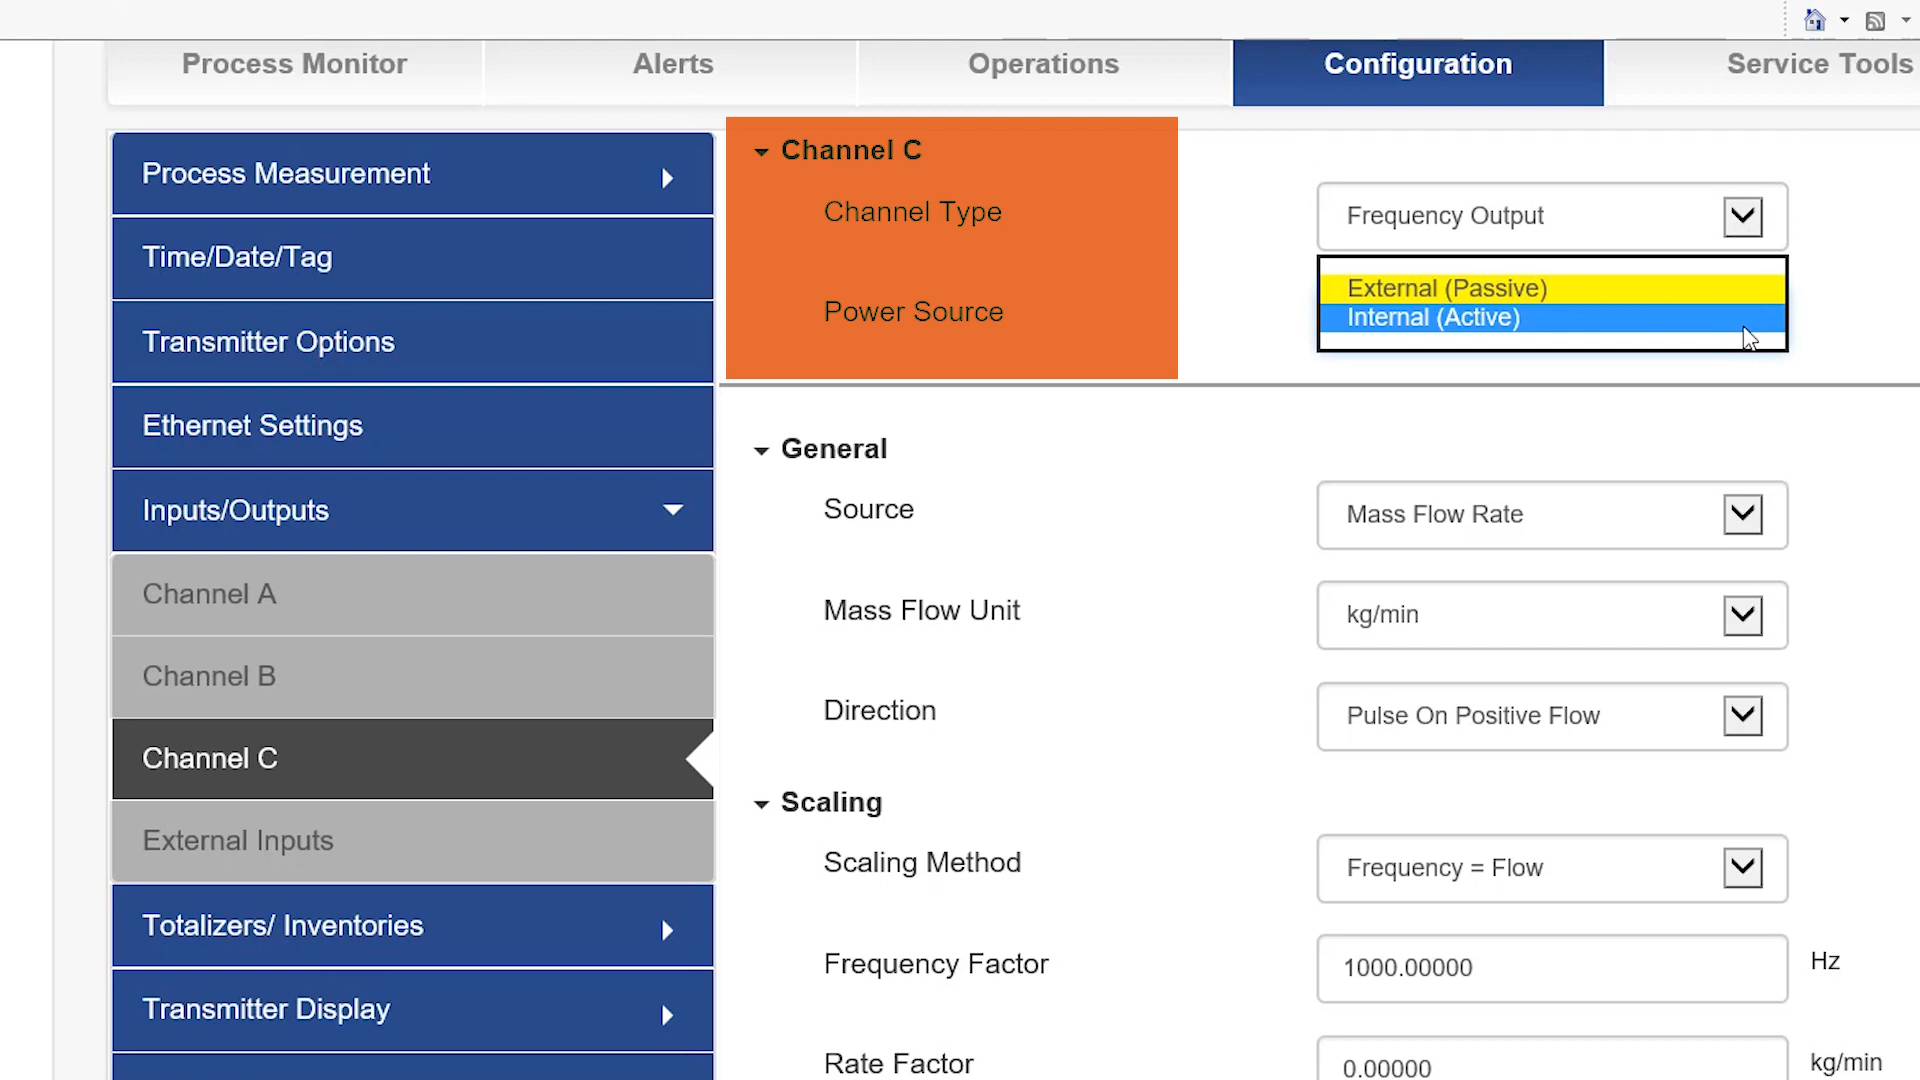 Process Monitor
Alerts
Operations
Configuration
Service Tools
Process Measurement
Time/Date/Tag
Transmitter Options
Ethernet Settings
Inputs/Outputs
Channel A
Channel B
Channel C
External Inputs
Totalizers/ Inventories
Transmitter Display
Channel C
Channel Type
Frequency Output
Power Source
External (Passive)
Internal (Active)
General
Source
Mass Flow Rate
Mass Flow Unit
kg/min
Direction
Pulse On Positive Flow
Scaling
Scaling Method
Frequency = Flow
Frequency Factor
1000.00000
Hz
Rate Factor
0.00000
kg/min